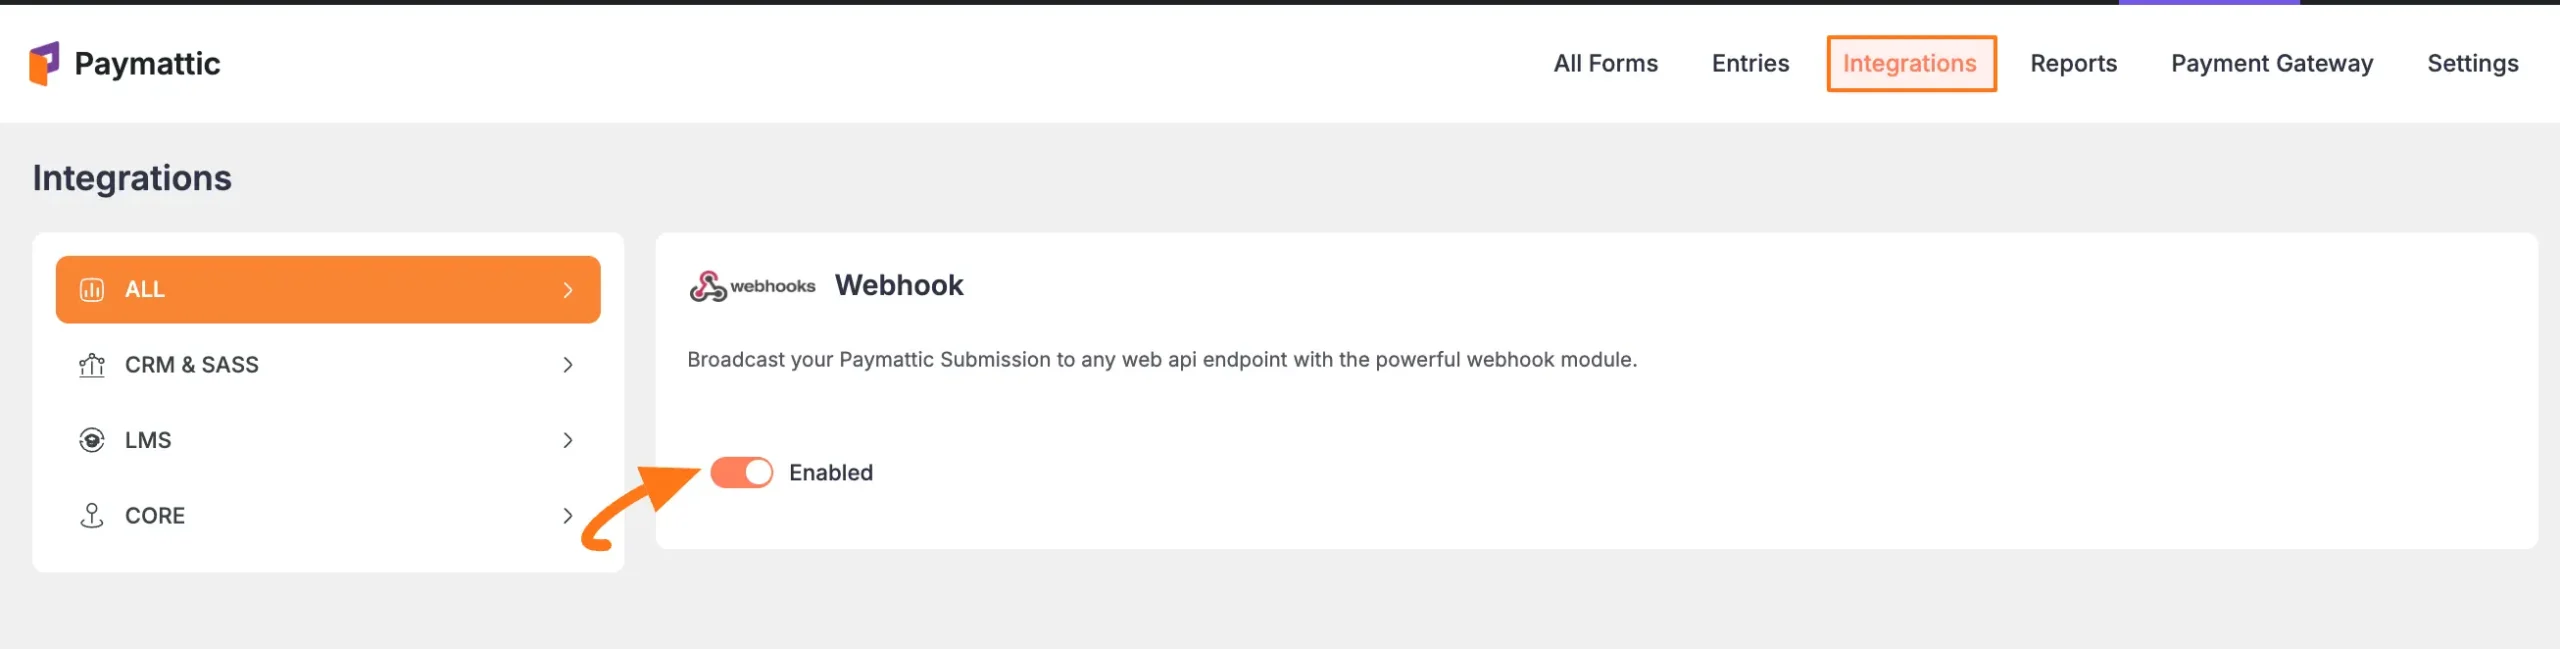 Paymattic
All Forms
Entries
Integrations
Reports
Payment Gateway
Settings
Integrations
ALL
CRM & SASS
LMS
CORE
webhooks
Webhook
Broadcast your Paymattic Submission to any web api endpoint with the powerful webhook module.
Enabled